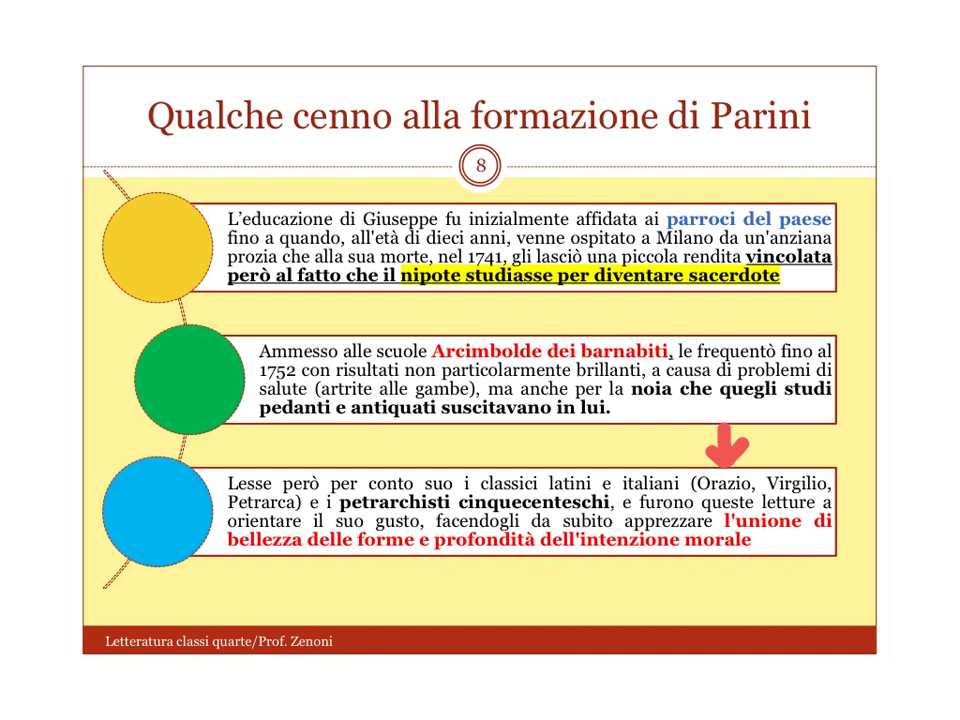 Qualche cenno alla formazione di Parini
8
L’educazione di Giuseppe fu inizialmente affidata ai parroci del paese
fino a quando, all'età di dieci anni, venne ospitato a Milano da un'anziana
prozia che alla sua morte, nel 1741, gli lasciò una piccola rendita vincolata
però al fatto che il nipote studiasse per diventare sacerdote
Ammesso alle scuole Arcimbolde dei barnabiti, le frequentò fino al
1752 con risultati non particolarmente brillanti, a causa di problemi di
salute (artrite alle gambe), ma anche per la noia che quegli studi
pedanti e antiquati suscitavano in lui.
Lesse però per conto suo i classici latini e italiani (Orazio, Virgilio,
Petrarca) e i petrarchisti cinquecenteschi, e furono queste letture a
orientare il suo gusto, facendogli da subito apprezzare l'unione di
bellezza delle forme e profondità dell'intenzione morale
Letteratura classi quarte/Prof. Zenoni